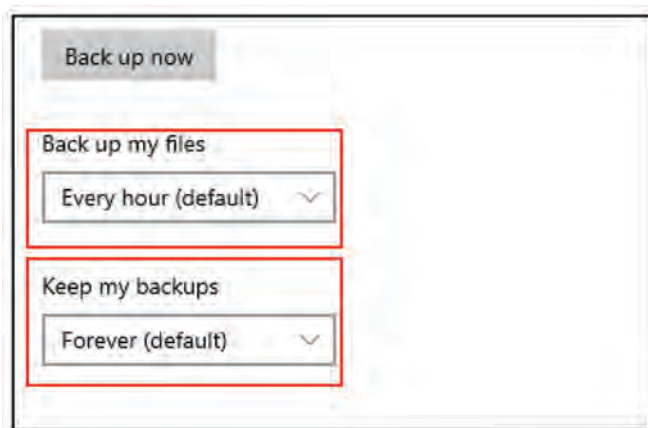 Back up now
Back up my files
Every hour (default)
Keep my backups
Forever (default)